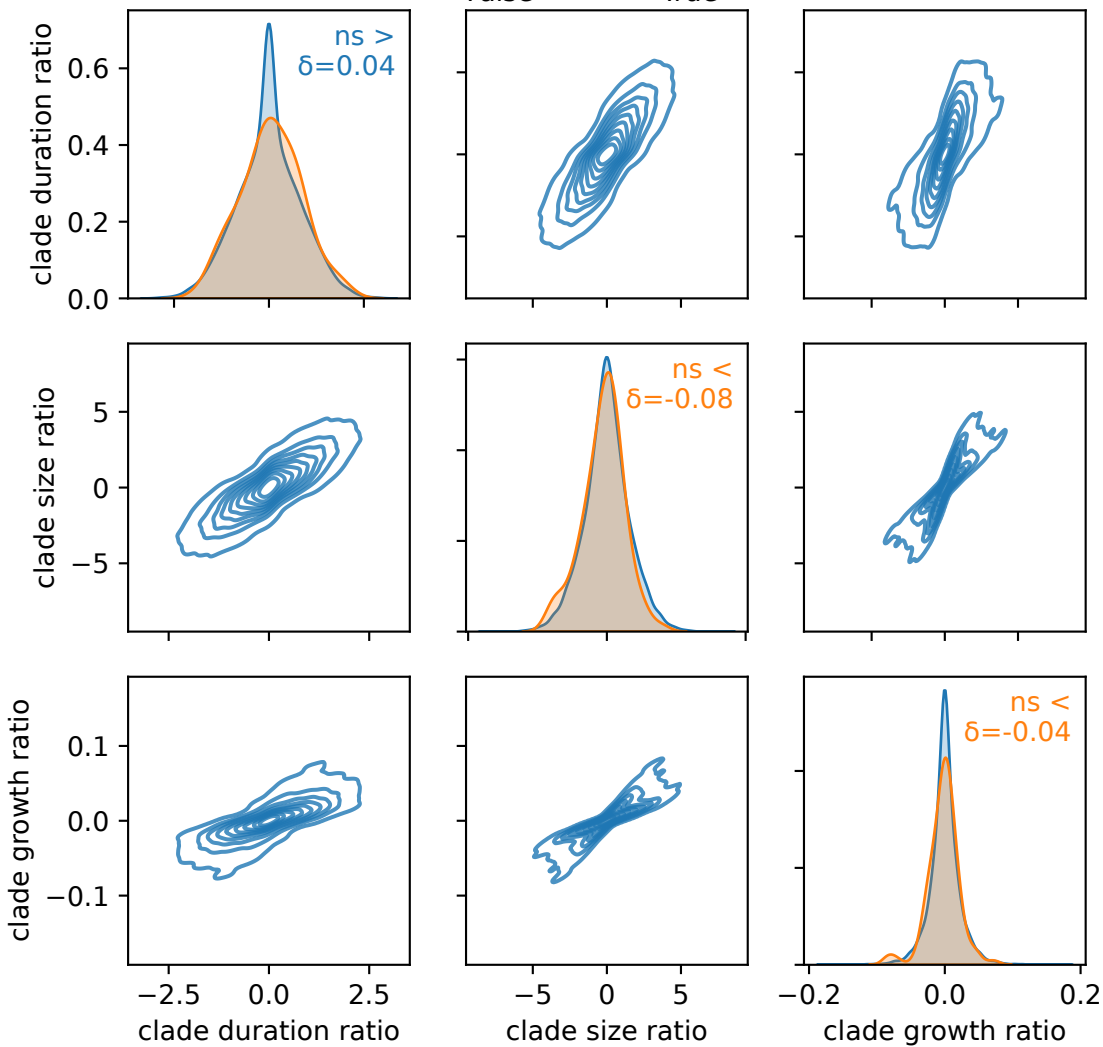 clade duration ratio
0.6
0.4
0.2
0.0
ns >
δ=0.04
clade size ratio
5
0
−5
ns <
δ=-0.08
clade growth ratio
0.1
0.0
−0.1
ns <
δ=-0.04
−2.5 0.0 2.5
−5 0 5
−0.2 0.0 0.2
clade duration ratio
clade size ratio
clade growth ratio